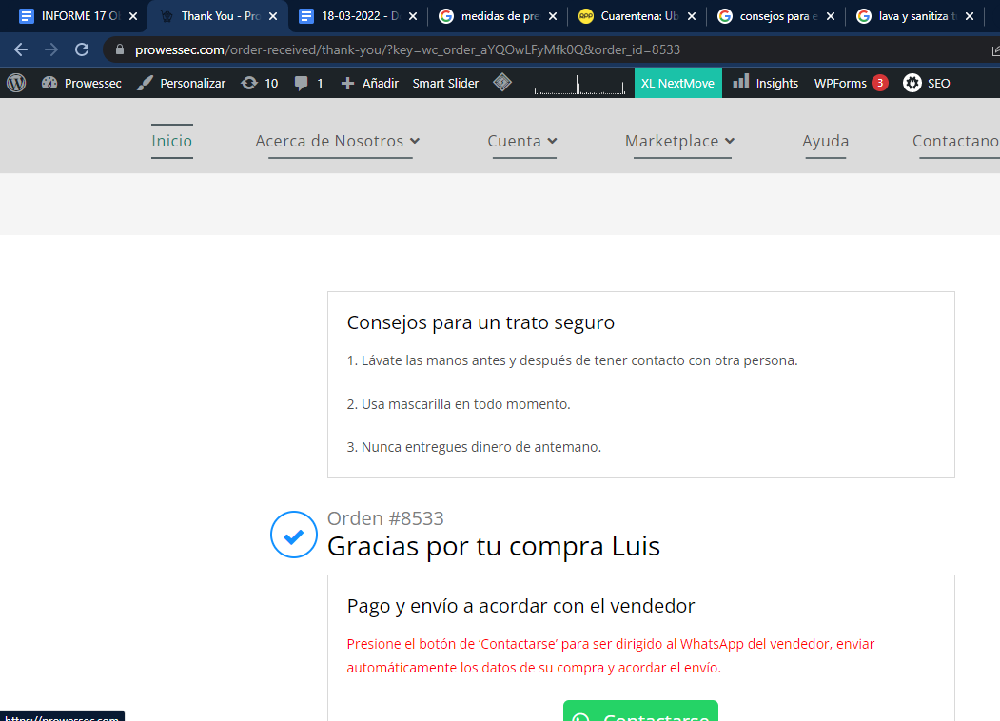 INFORME 17 O
Thank You - Pro
18-03-2022 - D
medidas de pre
Cuarentena: Ub
consejos para e
lava y sanitiza t
prowessec.com/order-received/thank-you/?key=wc_order_aYQOwLFyMfk0Q&order_id=8533
Prowessec Personalizar 10 1 Añadir Smart Slider XL NextMove Insights WPForms 3 SEO
Inicio Acerca de Nosotros Cuenta Marketplace Ayuda Contactano
Consejos para un trato seguro
1. Lávate las manos antes y después de tener contacto con otra persona.
2. Usa mascarilla en todo momento.
3. Nunca entregues dinero de antemano.
Orden #8533
Gracias por tu compra Luis
Pago y envío a acordar con el vendedor
Presione el botón de ‘Contactarse’ para ser dirigido al WhatsApp del vendedor, enviar
automáticamente los datos de su compra y acordar el envío.
Contactarse
https://prowessec.com